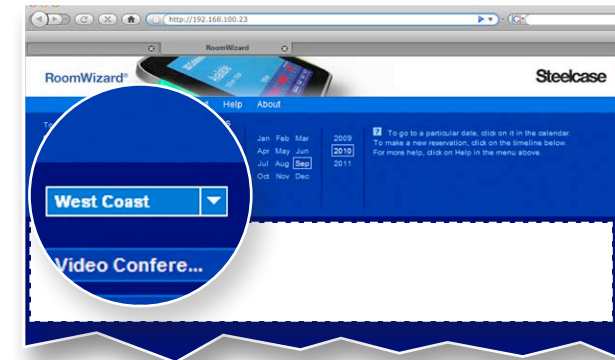 http://192.168.100.23
RoomWizard
RoomWizard®
Steelcase
Help About
Jan Feb Mar
Apr May Jun
Jul Aug Sep
Oct Nov Dec
2009
2010
2011
? To go to a particular date, click on it in the calendar.
To make a new reservation, click on the timeline below.
For more help, click on Help in the menu above.
West Coast
Video Confere...